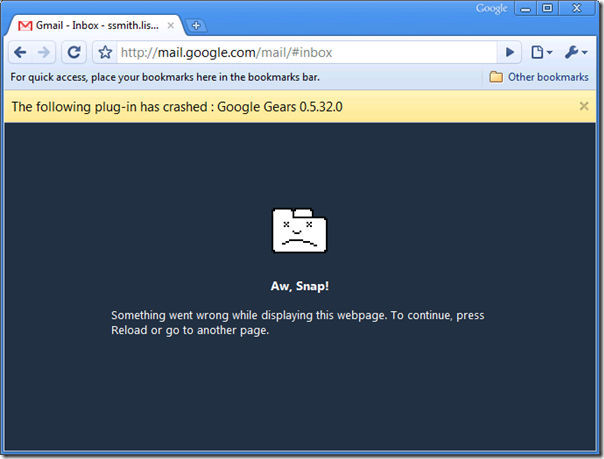 Google
Gmail - Inbox - ssmith.lis...
http://mail.google.com/mail/#inbox
For quick access, place your bookmarks here in the bookmarks bar.
Other bookmarks
The following plug-in has crashed : Google Gears 0.5.32.0
Aw, Snap!
Something went wrong while displaying this webpage. To continue, press
Reload or go to another page.